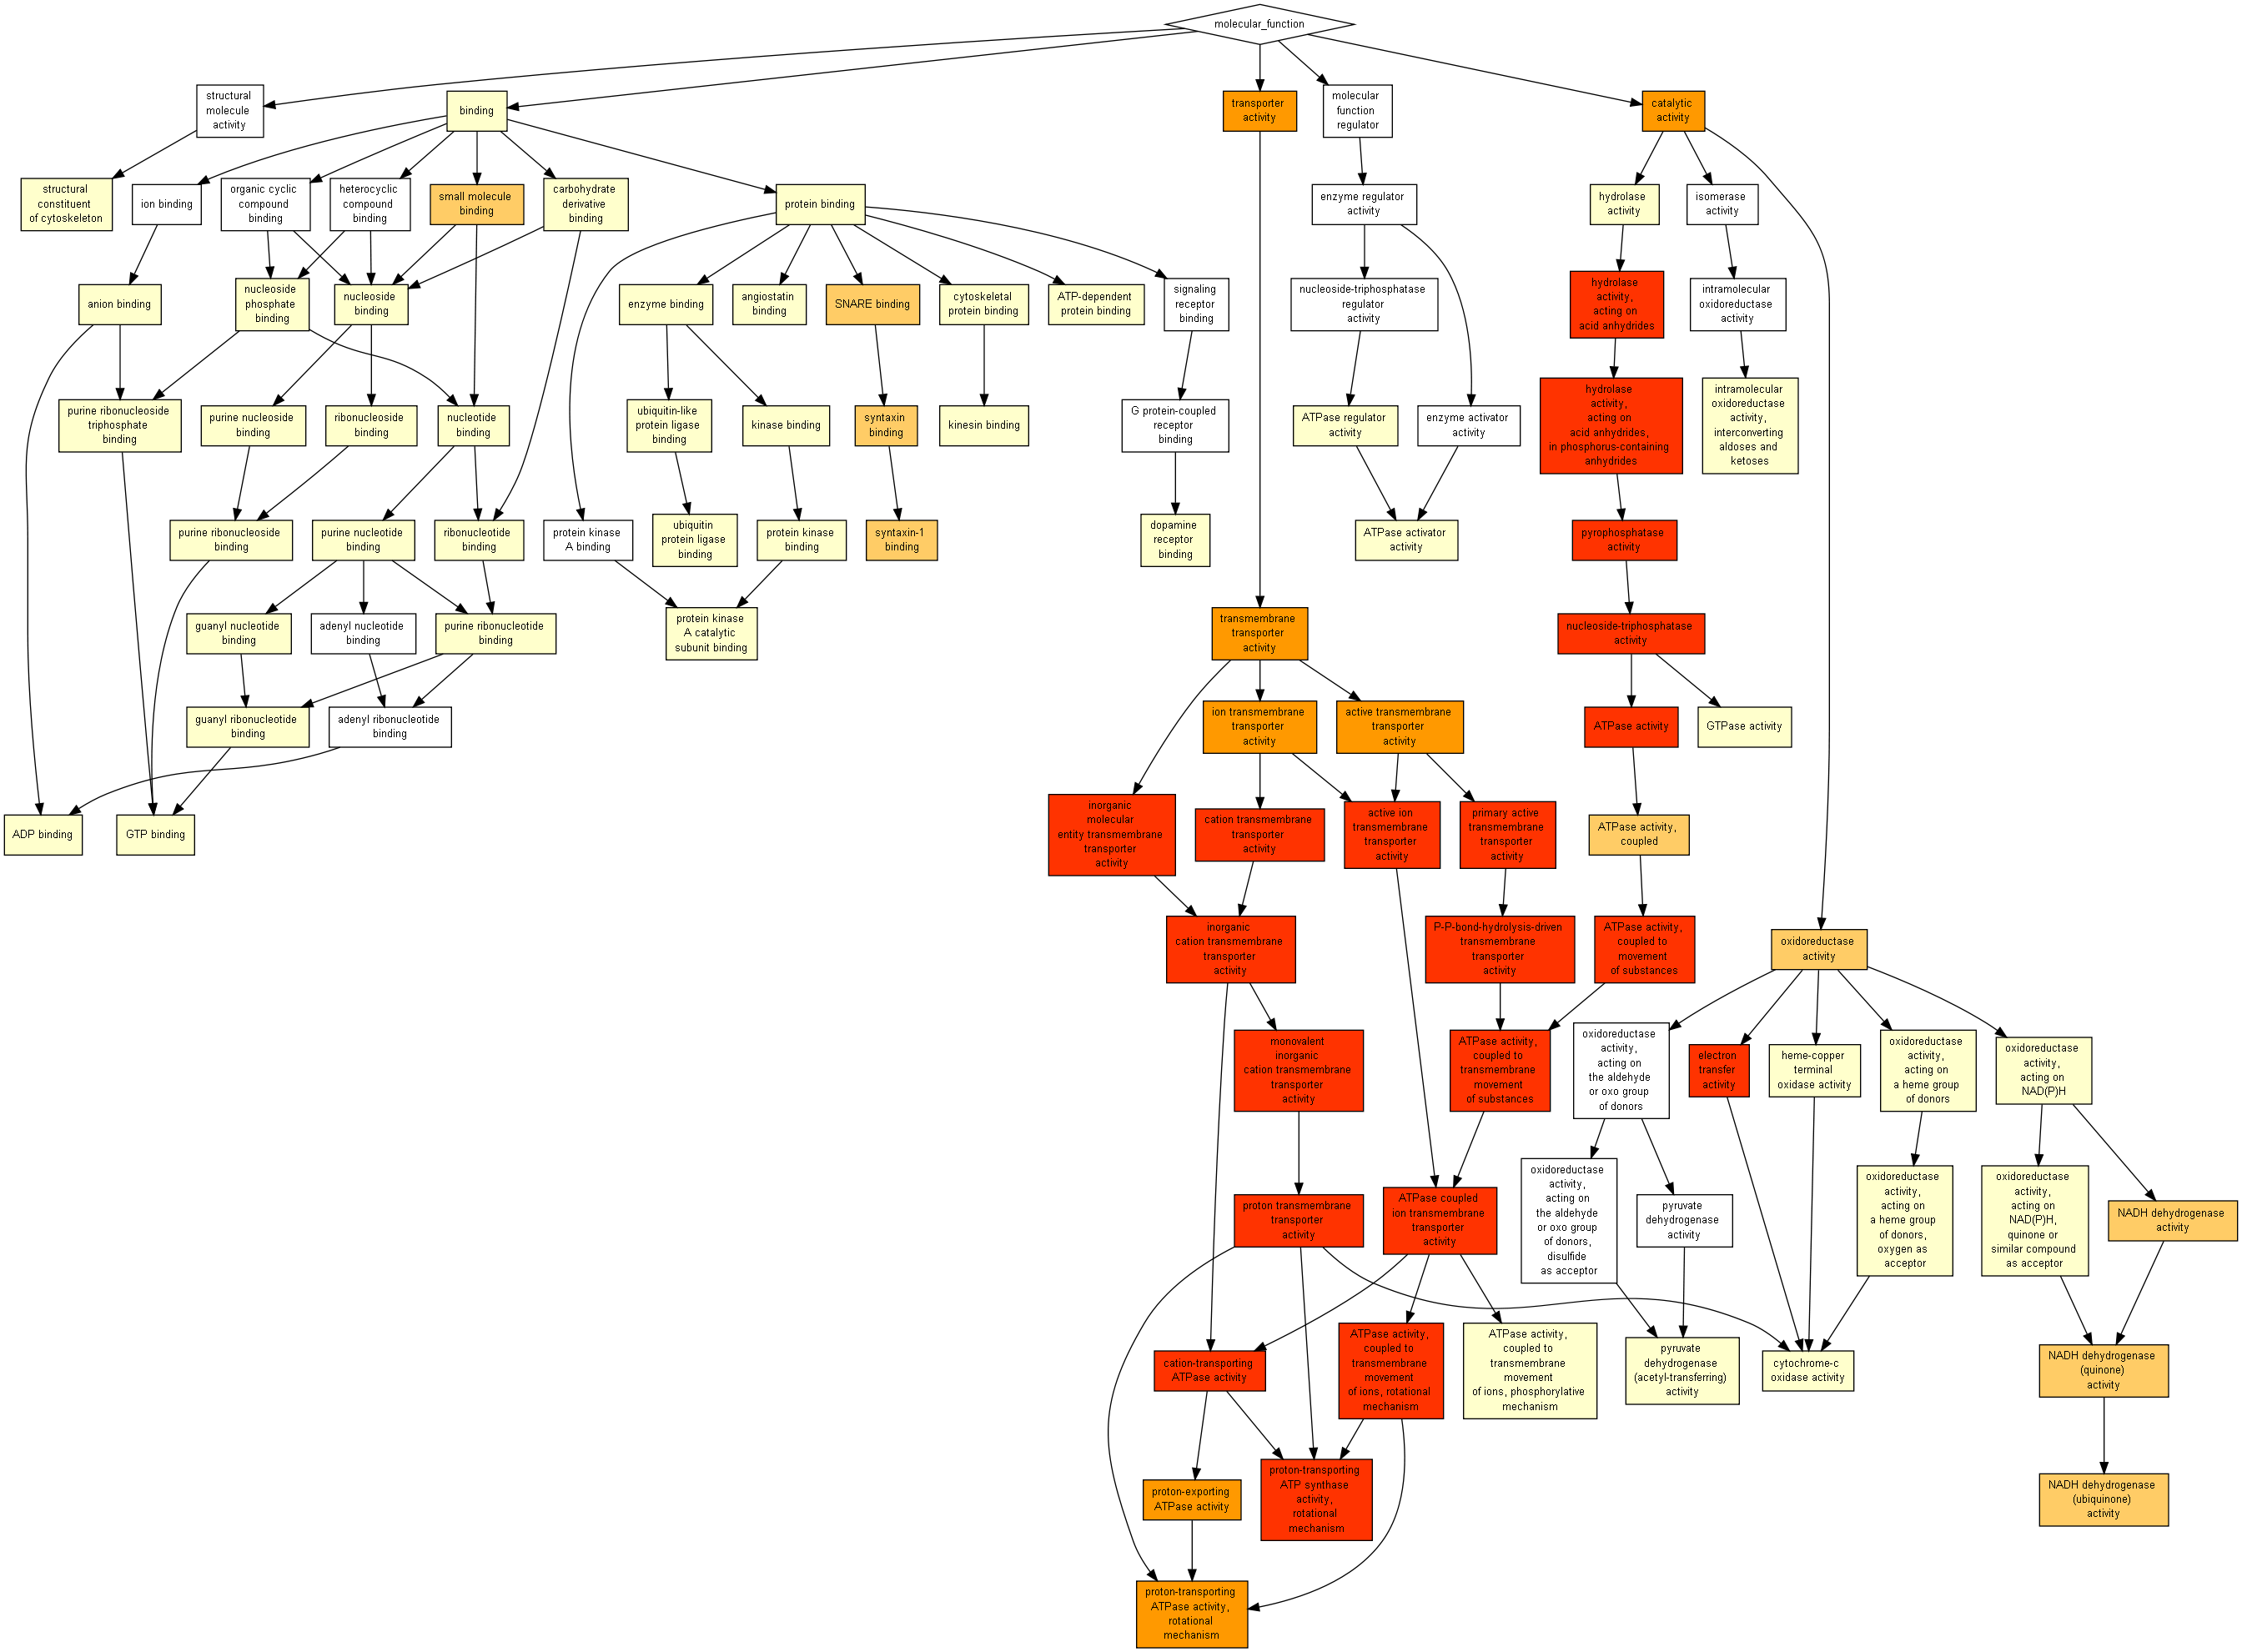 molecular_function
structural
molecule
activity
binding
transporter
activity
molecular
function
regulator
catalytic
activity
structural
constituent
of cytoskeleton
ion binding
organic cyclic
compound
binding
heterocyclic
compound
binding
small molecule
binding
carbohydrate
derivative
binding
protein binding
enzyme regulator
activity
hydrolase
activity
isomerase
activity
anion binding
nucleoside
phosphate
binding
nucleoside
binding
enzyme binding
angiostatin
binding
SNARE binding
cytoskeletal
protein binding
ATP-dependent
protein binding
signaling
receptor
binding
nucleoside-triphosphatase
regulator
activity
hydrolase
activity,
acting on
acid anhydrides
intramolecular
oxidoreductase
activity
purine ribonucleoside
triphosphate
binding
purine nucleoside
binding
ribonucleoside
binding
nucleotide
binding
ubiquitin-like
protein ligase
binding
kinase binding
syntaxin
binding
kinesin binding
G protein-coupled
receptor
binding
ATPase regulator
activity
enzyme activator
activity
hydrolase
activity,
acting on
acid anhydrides,
in phosphorus-containing
anhydrides
intramolecular
oxidoreductase
activity,
interconverting
aldoses and
ketoses
purine ribonucleoside
binding
purine nucleotide
binding
ribonucleotide
binding
protein kinase
A binding
ubiquitin
protein ligase
binding
protein kinase
binding
syntaxin-1
binding
dopamine
receptor
binding
ATPase activator
activity
pyrophosphatase
activity
guanyl nucleotide
binding
adenyl nucleotide
binding
purine ribonucleotide
binding
protein kinase
A catalytic
subunit binding
transmembrane
transporter
activity
nucleoside-triphosphatase
activity
guanyl ribonucleotide
binding
adenyl ribonucleotide
binding
ion transmembrane
transporter
activity
active transmembrane
transporter
activity
ATPase activity
GTPase activity
ADP binding
GTP binding
inorganic
molecular
entity transmembrane
transporter
activity
cation transmembrane
transporter
activity
active ion
transmembrane
transporter
activity
primary active
transmembrane
transporter
activity
ATPase activity,
coupled
inorganic
cation transmembrane
transporter
activity
P-P-bond-hydrolysis-driven
transmembrane
transporter
activity
ATPase activity,
coupled to
movement
of substances
oxidoreductase
activity
monovalent
inorganic
cation transmembrane
transporter
activity
ATPase activity,
coupled to
transmembrane
movement
of substances
oxidoreductase
activity,
acting on
the aldehyde
or oxo group
of donors
electron
transfer
activity
heme-copper
terminal
oxidase activity
oxidoreductase
activity,
acting on
a heme group
of donors
oxidoreductase
activity,
acting on
NAD(P)H
proton transmembrane
transporter
activity
ATPase coupled
ion transmembrane
transporter
activity
oxidoreductase
activity,
acting on
the aldehyde
or oxo group
of donors,
disulfide
as acceptor
pyruvate
dehydrogenase
activity
oxidoreductase
activity,
acting on
a heme group
of donors,
oxygen as
acceptor
oxidoreductase
activity,
acting on
NAD(P)H,
quinone or
similar compound
as acceptor
NADH dehydrogenase
activity
cation-transporting
ATPase activity
ATPase activity,
coupled to
transmembrane
movement
of ions, rotational
mechanism
ATPase activity,
coupled to
transmembrane
movement
of ions, phosphorylative
mechanism
pyruvate
dehydrogenase
(acetyl-transferring)
activity
cytochrome-c
oxidase activity
NADH dehydrogenase
(quinone)
activity
proton-exporting
ATPase activity
proton-transporting
ATP synthase
activity,
rotational
mechanism
NADH dehydrogenase
(ubiquinone)
activity
proton-transporting
ATPase activity,
rotational
mechanism